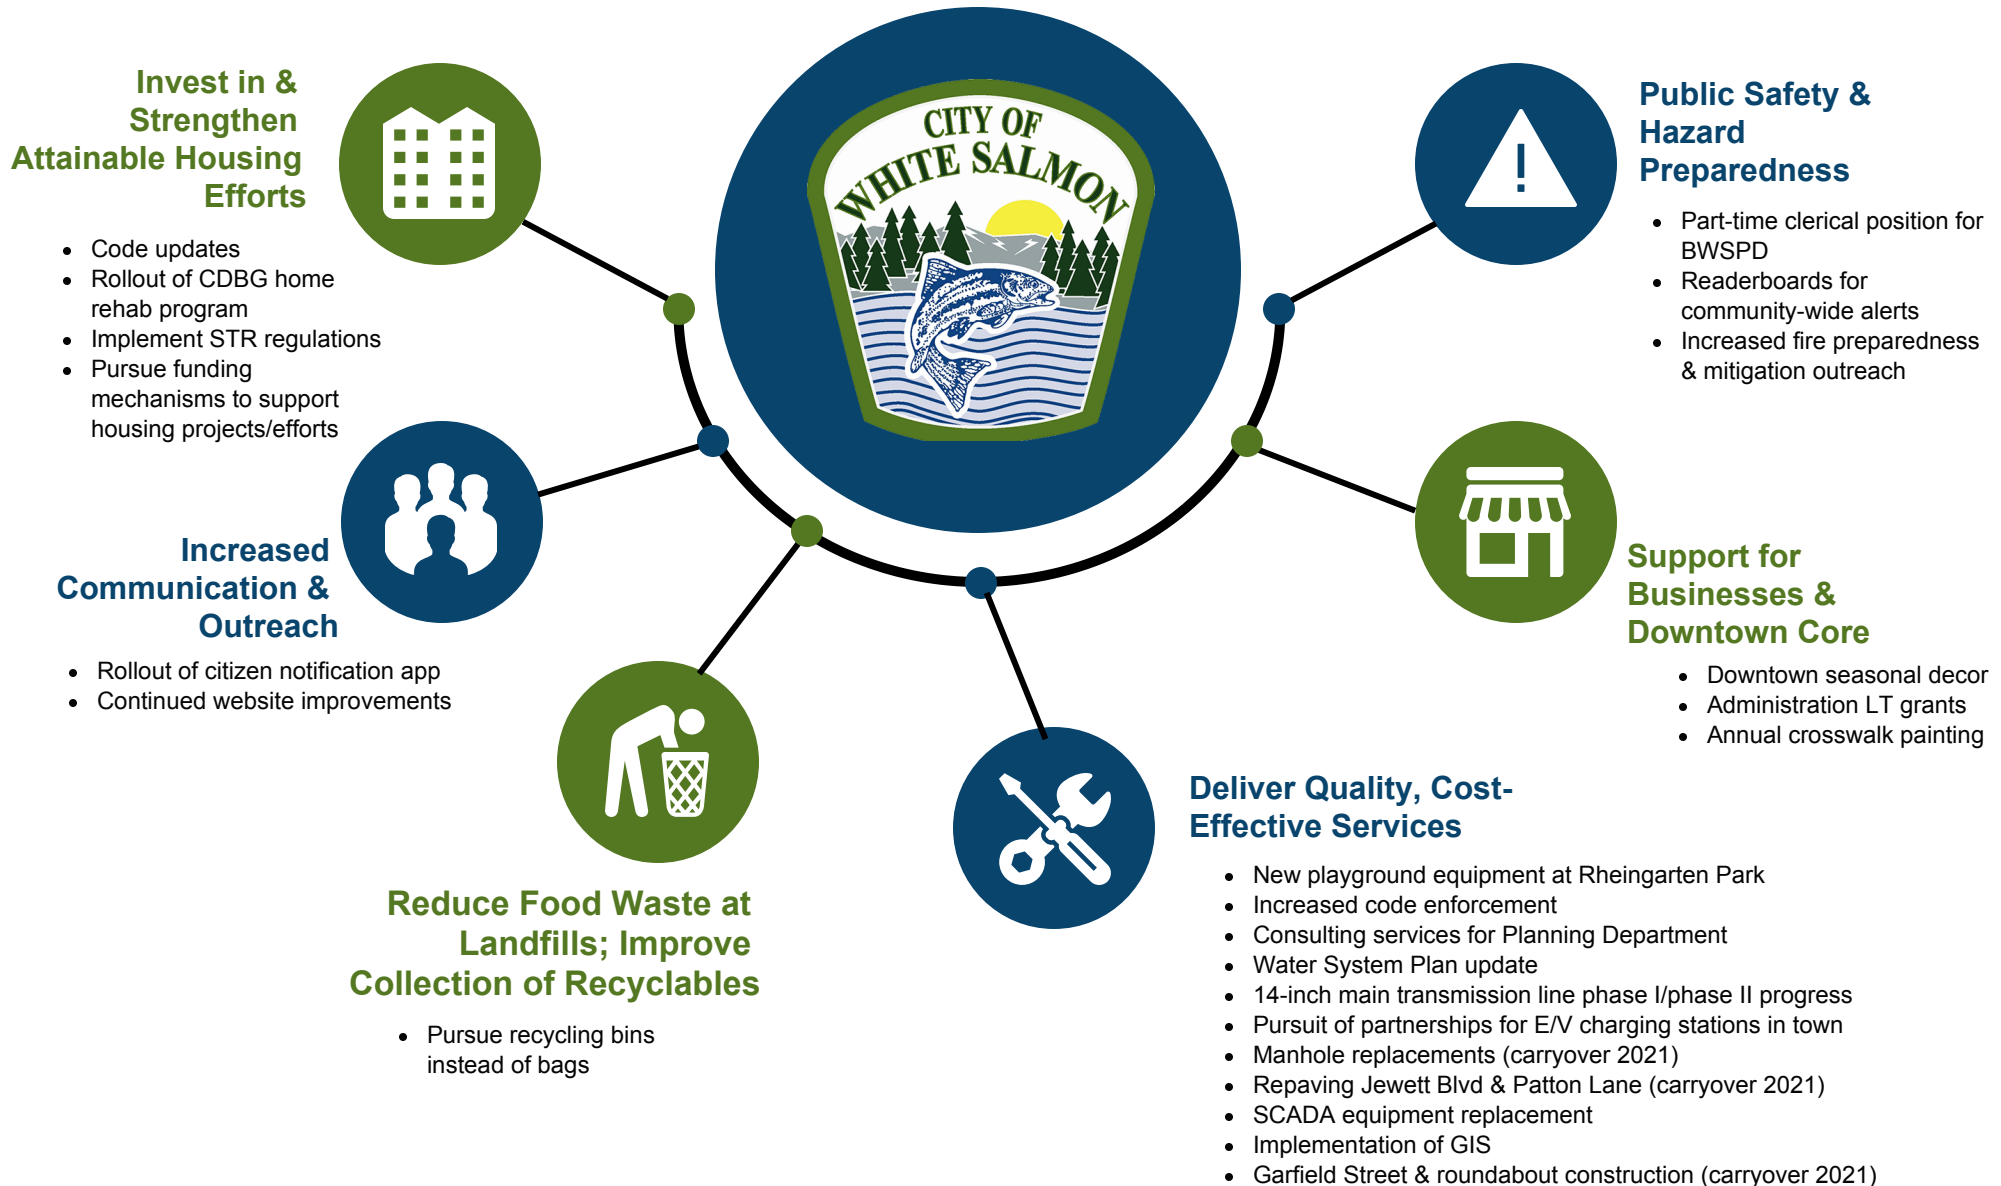 CITY OF
WHITE SALMON
Invest in &
Strengthen
Attainable Housing
Efforts
• Code updates
• Rollout of CDBG home
rehab program
• Implement STR regulations
• Pursue funding
mechanisms to support
housing projects/efforts
Increased
Communication &
Outreach
• Rollout of citizen notification app
• Continued website improvements
Reduce Food Waste at
Landfills; Improve
Collection of Recyclables
• Pursue recycling bins
instead of bags
Deliver Quality, Cost-
Effective Services
• New playground equipment at Rheingarten Park
• Increased code enforcement
• Consulting services for Planning Department
• Water System Plan update
• 14-inch main transmission line phase I/phase II progress
• Pursuit of partnerships for E/V charging stations in town
• Manhole replacements (carryover 2021)
• Repaving Jewett Blvd & Patton Lane (carryover 2021)
• SCADA equipment replacement
• Implementation of GIS
• Garfield Street & roundabout construction (carryover 2021)
Support for
Businesses &
Downtown Core
• Downtown seasonal decor
• Administration LT grants
• Annual crosswalk painting
Public Safety &
Hazard
Preparedness
• Part-time clerical position for
BWSPD
• Readerboards for
community-wide alerts
• Increased fire preparedness
& mitigation outreach